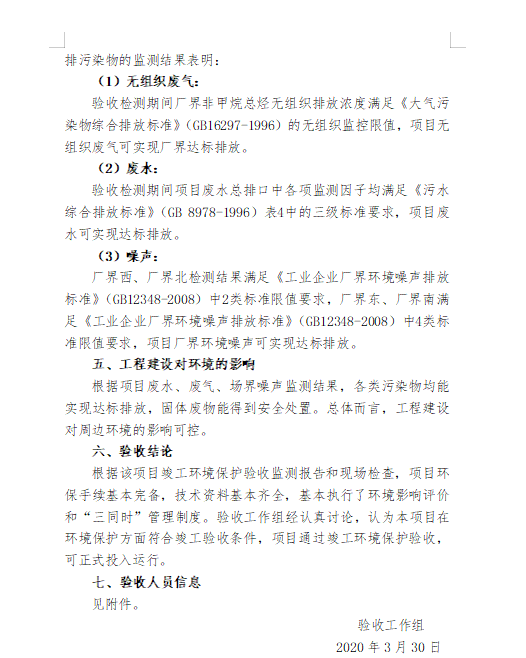 排污染物的监测结果表明：
（1）无组织废气：
验收检测期间厂界非甲烷总烃无组织排放浓度满足《大气污
染物综合排放标准》（GB16297-1996）的无组织监控限值，项目无
组织废气可实现厂界达标排放。
（2）废水：
验收检测期间项目废水总排口中各项监测因子均满足《污水
综合排放标准》（GB 8978-1996）表4中的三级标准要求，项目废
水可实现达标排放。
（3）噪声：
厂界西、厂界北检测结果满足《工业企业厂界环境噪声排放
标准》（GB12348-2008）中2类标准限值要求，厂界东、厂界南满
足《工业企业厂界环境噪声排放标准》（GB12348-2008）中4类标
准限值要求，项目厂界环境噪声可实现达标排放。
五、工程建设对环境的影响
根据项目废水、废气、场界噪声监测结果，各类污染物均能
实现达标排放，固体废物能得到安全处置。总体而言，工程建设
对周边环境的影响可控。
六、验收结论
根据该项目竣工环境保护验收监测报告和现场检查，项目环
保手续基本完备，技术资料基本齐全，基本执行了环境影响评价
和“三同时”管理制度。验收工作组经认真讨论，认为本项目在
环境保护方面符合竣工验收条件，项目通过竣工环境保护验收，
可正式投入运行。
七、验收人员信息
见附件。
验收工作组
2020 年 3 月 30 日